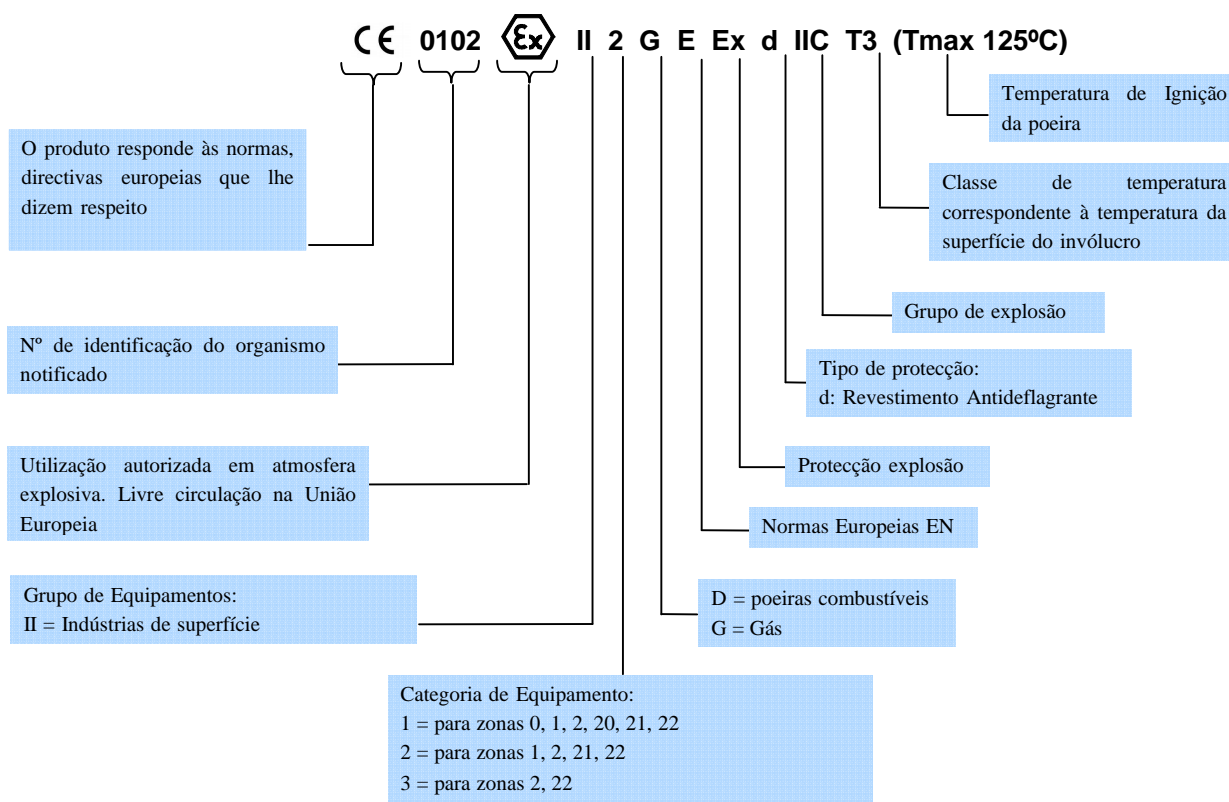 CE 0102 Ex II 2 G E Ex d IIC T3 (Tmax 125ºC)
Temperatura de Ignição
da poeira
O produto responde às normas,
directivas europeias que lhe
dizem respeito
Classe de temperatura
correspondente à temperatura da
superfície do invólucro
Grupo de explosão
Nº de identificação do organismo
notificado
Tipo de protecção:
d: Revestimento Antideflagrante
Utilização autorizada em atmosfera
explosiva. Livre circulação na União
Europeia
Protecção explosão
Normas Europeias EN
Grupo de Equipamentos:
II = Indústrias de superfície
D = poeiras combustíveis
G = Gás
Categoria de Equipamento:
1 = para zonas 0, 1, 2, 20, 21, 22
2 = para zonas 1, 2, 21, 22
3 = para zonas 2, 22